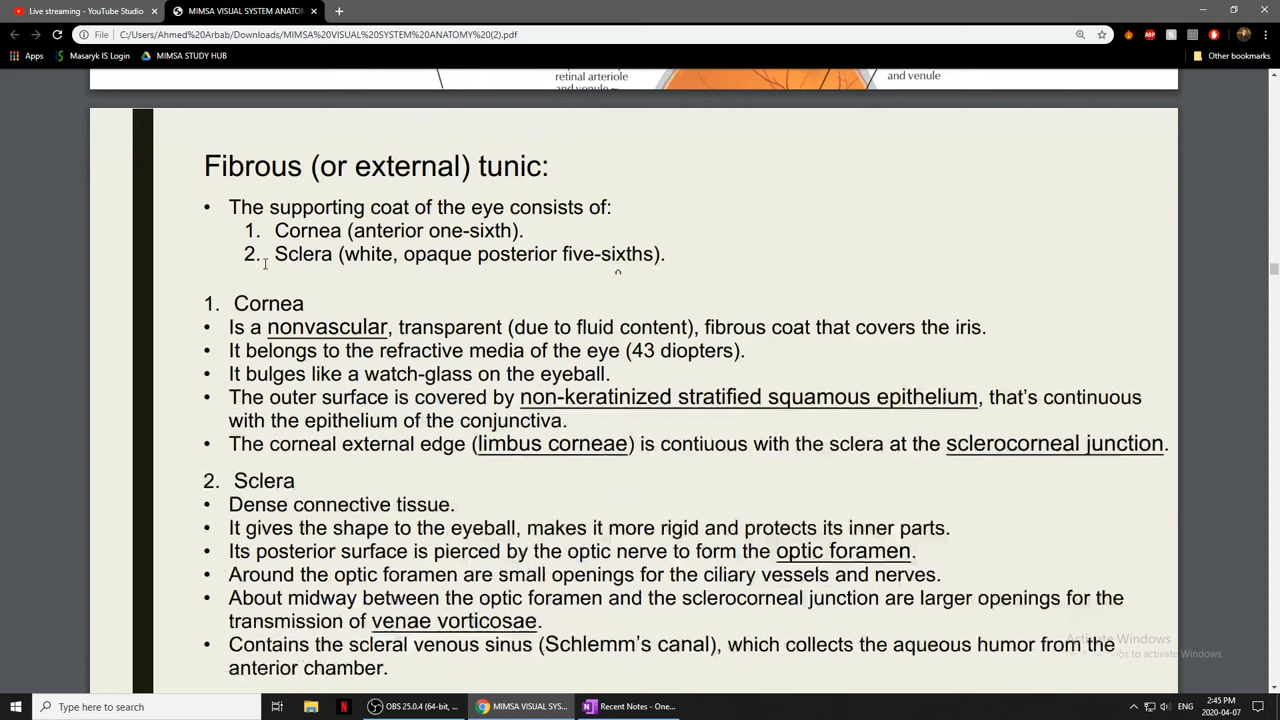 Live streaming - YouTube Studio
MIMSA VISUAL SYSTEM ANATOM
File
C:/Users/Ahmed%20Arbab/Downloads/MIMSA%20VISUAL%20SYSTEM%20ANATOMY%20(2).pdf
ABP
Apps
Masaryk IS Login
MIMSA STUDY HUB
Other bookmarks
retinal arteriole
and venule
and venule
Fibrous (or external) tunic:
• The supporting coat of the eye consists of:
1. Cornea (anterior one-sixth).
2. Sclera (white, opaque posterior five-sixths).
1. Cornea
• Is a nonvascular, transparent (due to fluid content), fibrous coat that covers the iris.
• It belongs to the refractive media of the eye (43 diopters).
• It bulges like a watch-glass on the eyeball.
• The outer surface is covered by non-keratinized stratified squamous epithelium, that's continuous
with the epithelium of the conjunctiva.
• The corneal external edge (limbus corneae) is contiuous with the sclera at the sclerocorneal junction.
2. Sclera
• Dense connective tissue.
• It gives the shape to the eyeball, makes it more rigid and protects its inner parts.
• Its posterior surface is pierced by the optic nerve to form the optic foramen.
• Around the optic foramen are small openings for the ciliary vessels and nerves.
• About midway between the optic foramen and the sclerocorneal junction are larger openings for the
transmission of venae vorticosae.
• Contains the scleral venous sinus (Schlemm's canal), which collects the aqueous humor from the
anterior chamber.
Activate Windows
to activate Windows.
Type here to search
N
OBS 25.0.4 (64-bit, ...
MIMSA VISUAL SYS...
Recent Notes - One...
ENG
2:45 PM
2020-04-07